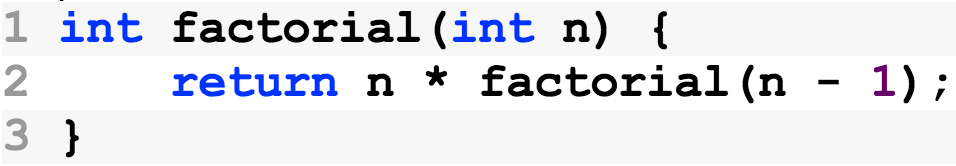 1 int factorial(int n) {
2     return n * factorial(n - 1);
3 }